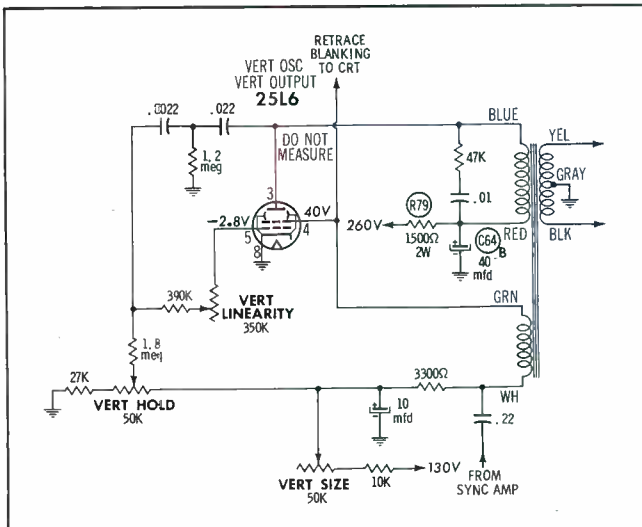 RETRACE
BLANKING
TO CRT
VERT OSC
VERT OUTPUT
25L6
.0022
.022
BLUE
YEL
DO NOT
MEASURE
1.2
meg
47K
GRAY
3
.01
-2.8V
40V
R79
5
4
260V
RED
C64
B
BLK
8
1500Ω
2W
40
mfd
GRN
390K
VERT
LINEARITY
350K
1.8
meg
27K
3300Ω
WH
VERT HOLD
50K
10
mfd
.22
130V
VERT SIZE
50K
10K
FROM
SYNC AMP